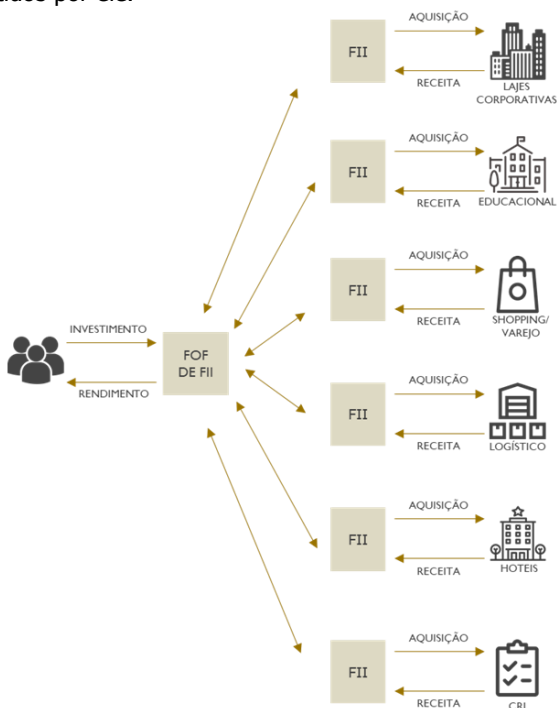 AQUISIÇÃO
FII
RECEITA
LAJES
CORPORATIVAS
AQUISIÇÃO
FII
RECEITA
EDUCACIONAL
AQUISIÇÃO
FII
RECEITA
SHOPPING/
VAREJO
INVESTIMENTO
FOF
DE FII
RENDIMENTO
AQUISIÇÃO
FII
RECEITA
LOGÍSTICO
AQUISIÇÃO
FII
RECEITA
HOTEIS
AQUISIÇÃO
FII
RECEITA
CRI